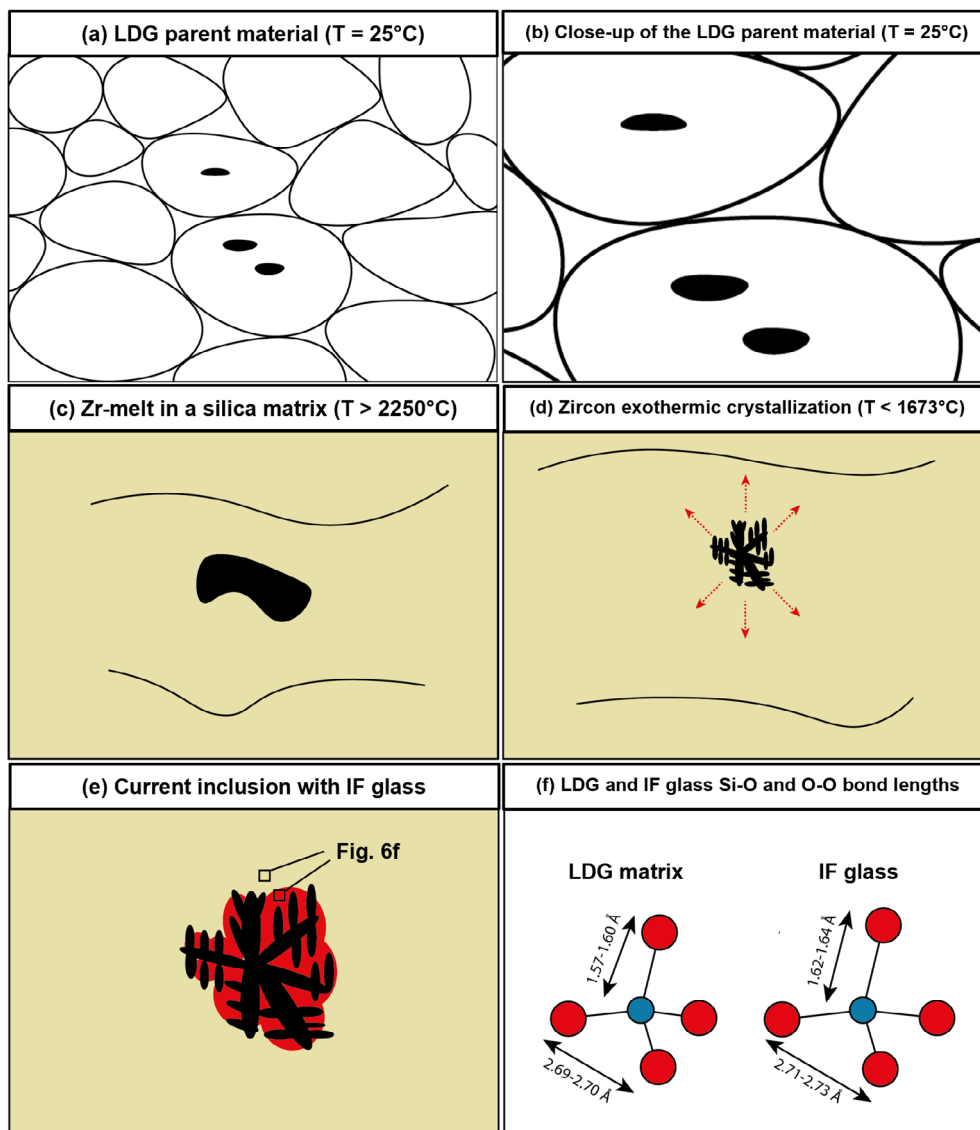 (a) LDG parent material (T = 25°C)
(b) Close-up of the LDG parent material (T = 25°C)
(c) Zr-melt in a silica matrix (T > 2250°C)
(d) Zircon exothermic crystallization (T < 1673°C)
(e) Current inclusion with IF glass
Fig. 6f
(f) LDG and IF glass Si-O and O-O bond lengths
LDG matrix
IF glass
1.57-1.60 Å
1.62-1.64 Å
2.69-2.70 Å
2.71-2.73 Å